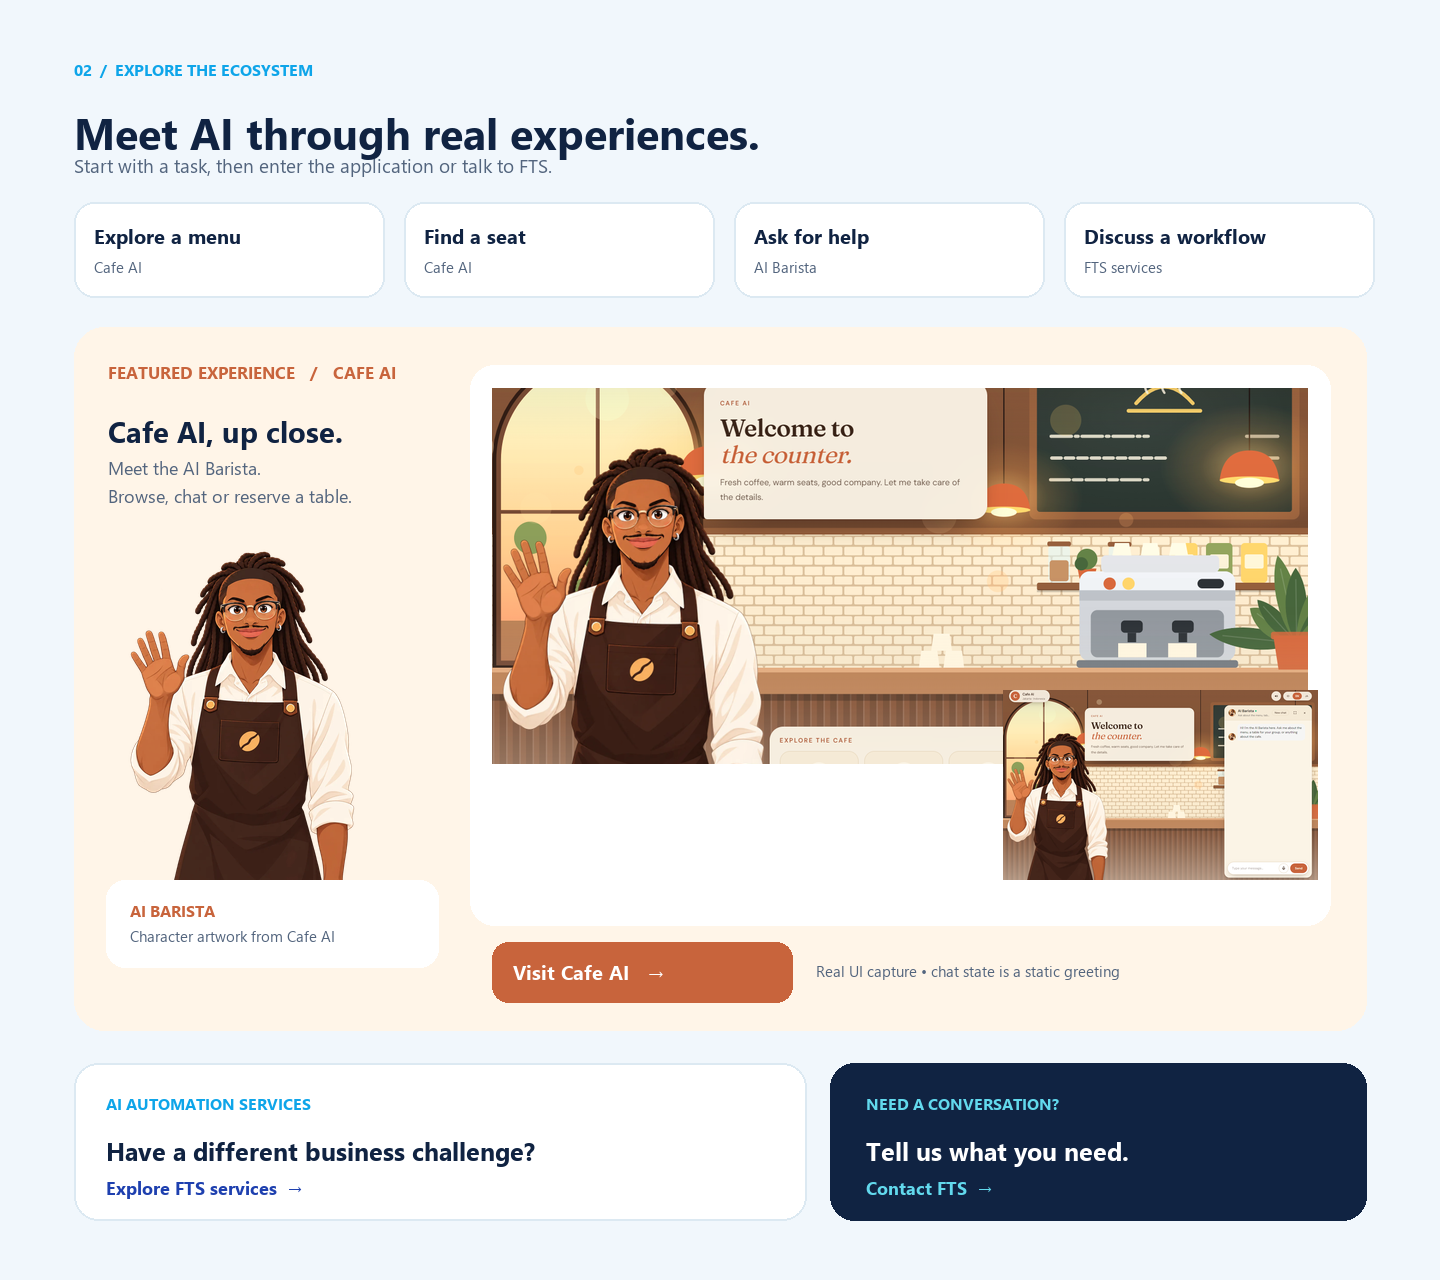 02 / EXPLORE THE ECOSYSTEM
Meet AI through real experiences.
Start with a task, then enter the application or talk to FTS.
Explore a menu
Cafe AI
Find a seat
Cafe AI
Ask for help
AI Barista
Discuss a workflow
FTS services
FEATURED EXPERIENCE / CAFE AI
Cafe AI, up close.
Meet the AI Barista.
Browse, chat or reserve a table.
AI BARISTA
Character artwork from Cafe AI
CAFE AI
Welcome to
the counter.
Fresh coffee, warm seats, good company. Let me take care of
the details.
EXPLORE THE CAFE
Cafe AI
Welcome to
the counter.
AI Barista
Visit Cafe AI →
Real UI capture • chat state is a static greeting
AI AUTOMATION SERVICES
Have a different business challenge?
Explore FTS services →
NEED A CONVERSATION?
Tell us what you need.
Contact FTS →